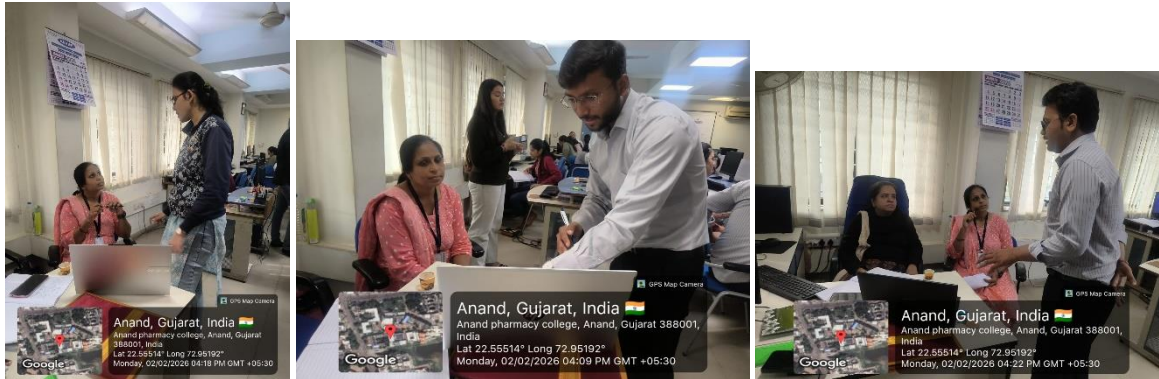 GPS Map Camera
Anand, Gujarat, India
Anand pharmacy college, Anand, Gujarat
388001, India
Lat 22.55514° Long 72.95192°
Monday, 02/02/2026 04:18 PM GMT +05:30
Google
GPS Map Camera
Anand, Gujarat, India
Anand pharmacy college, Anand, Gujarat 388001,
India
Lat 22.55514° Long 72.95192°
Monday, 02/02/2026 04:09 PM GMT +05:30
Google
GPS Map Camera
Anand, Gujarat, India
Anand pharmacy college, Anand, Gujarat 388001,
India
Lat 22.55514° Long 72.95192°
Monday, 02/02/2026 04:22 PM GMT +05:30
Google